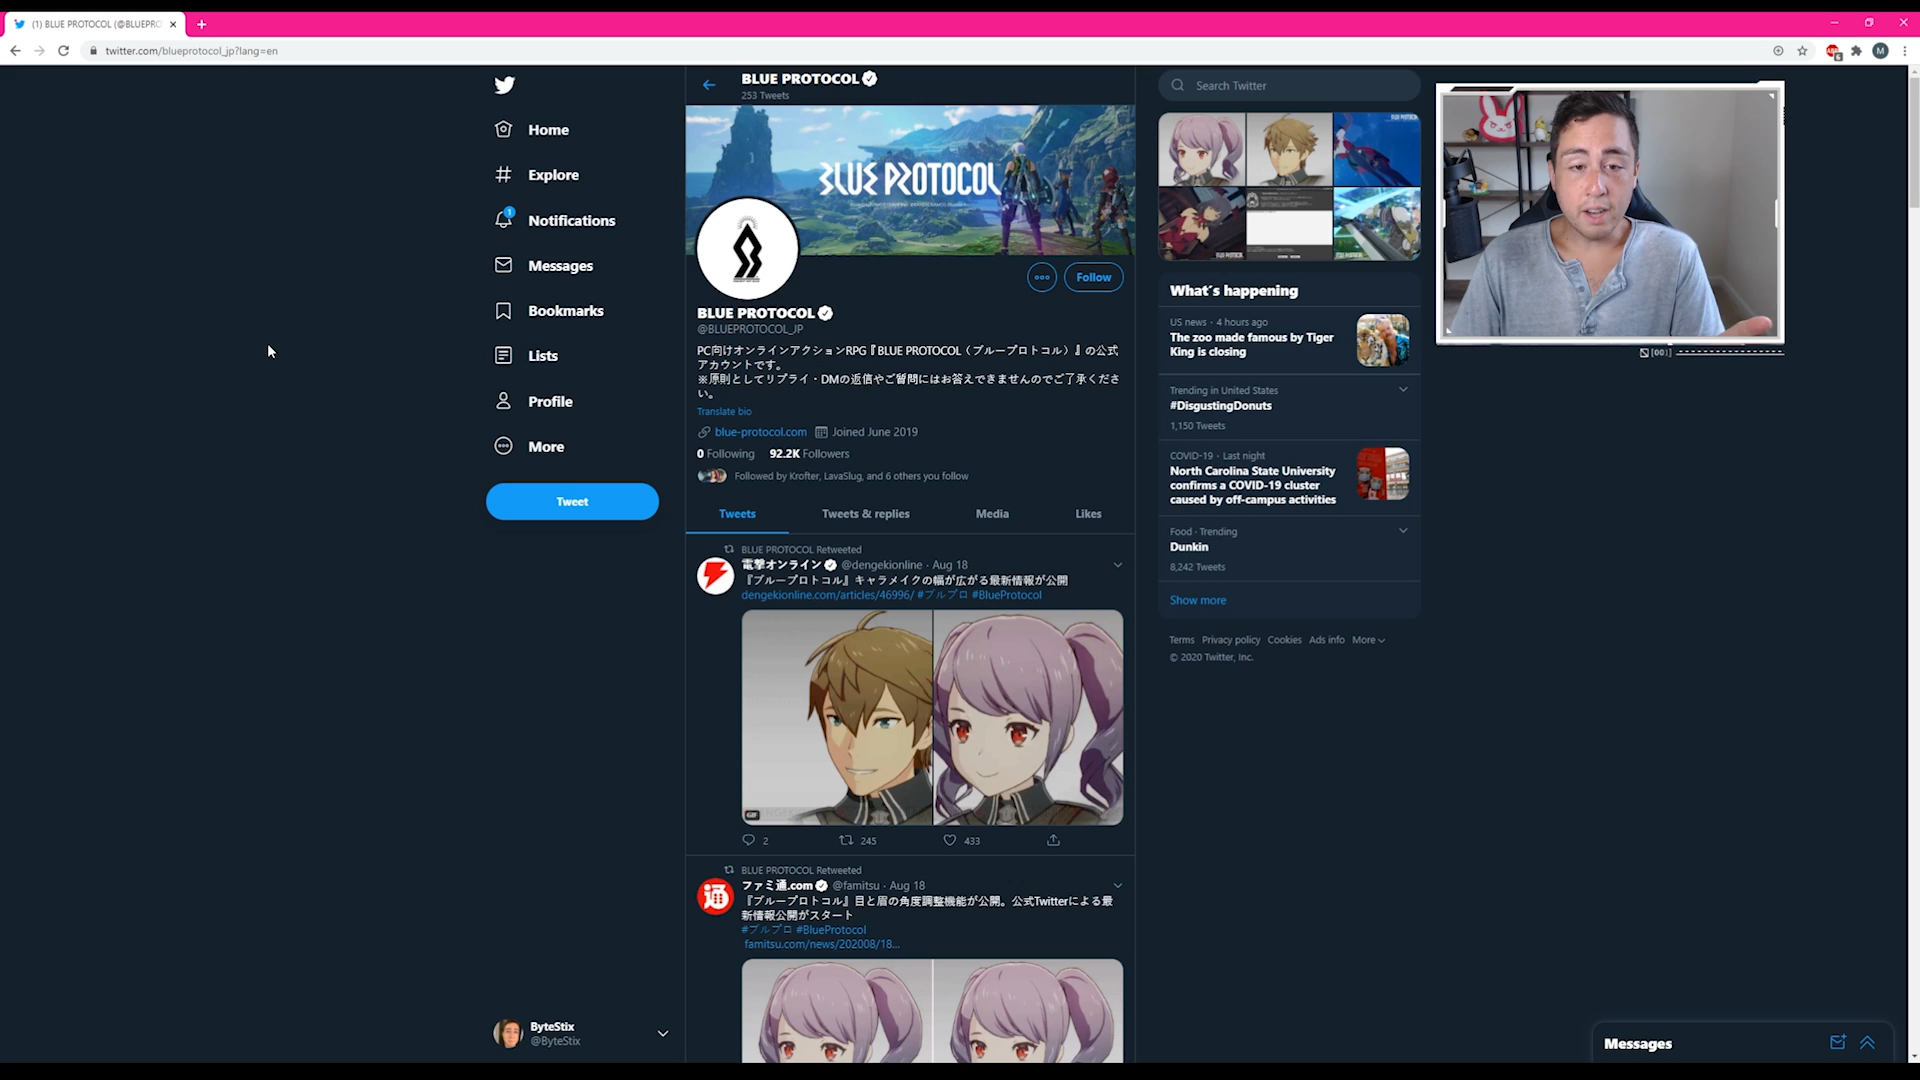 (1) BLUE PROTOCOL (@BLUEPRO
twitter.com/blueprotocol_jp?lang=en
ABP
6
M
Home
Explore
1
Notifications
Messages
Bookmarks
Lists
Profile
More
Tweet
ByteStix
@ByteStix
BLUE PROTOCOL
253 Tweets
BLUE PROTOCOL
Follow
BLUE PROTOCOL
@BLUEPROTOCOL_JP
PC向けオンラインアクションRPG『BLUE PROTOCOL（ブループロトコル）』の公式
アカウントです。
※原則としてリプライ・DMの返信やご質問にはお答えできませんのでご了承くださ
い。
Translate bio
blue-protocol.com Joined June 2019
0 Following 92.2K Followers
Followed by Krofter, LavaSlug, and 6 others you follow
Tweets Tweets & replies Media Likes
BLUE PROTOCOL Retweeted
電撃オンライン @dengekionline · Aug 18
『ブループロトコル』キャラメイクの幅が広がる最新情報が公開
dengekionline.com/articles/46996/ #ブルプロ #BlueProtocol
GIF
2 245 433
BLUE PROTOCOL Retweeted
通
ファミ通.com @famitsu · Aug 18
『ブループロトコル』目と眉の角度調整機能が公開。公式Twitterによる最
新情報公開がスタート
#ブルプロ #BlueProtocol
famitsu.com/news/202008/18...
Search Twitter
What's happening
US news · 4 hours ago
The zoo made famous by Tiger
King is closing
Trending in United States
#DisgustingDonuts
1,150 Tweets
COVID-19 · Last night
North Carolina State University
confirms a COVID-19 cluster
caused by off-campus activities
Food · Trending
Dunkin
8,242 Tweets
Show more
Terms Privacy policy Cookies Ads info More
© 2020 Twitter, Inc.
[001]
Messages